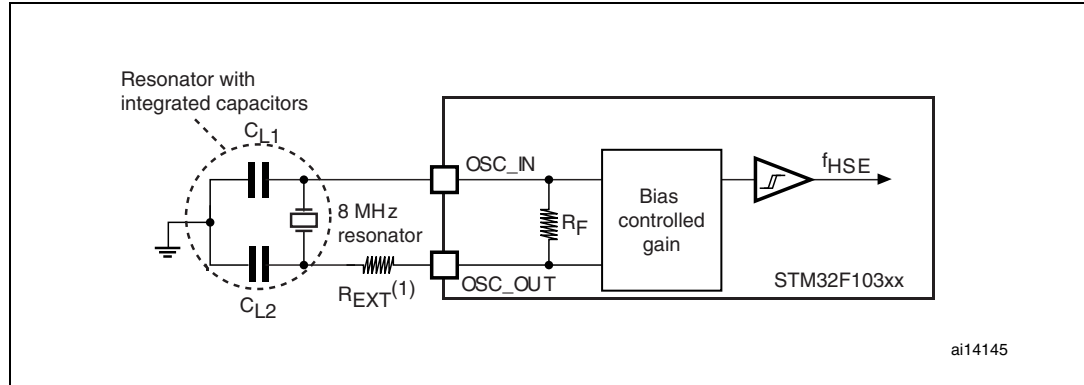 Resonator with
integrated capacitors
CL1
OSC_IN
fHSE
8 MHz
resonator
RF
Bias
controlled
gain
STM32F103xx
REXT(1)
OSC_OUT
CL2
ai14145